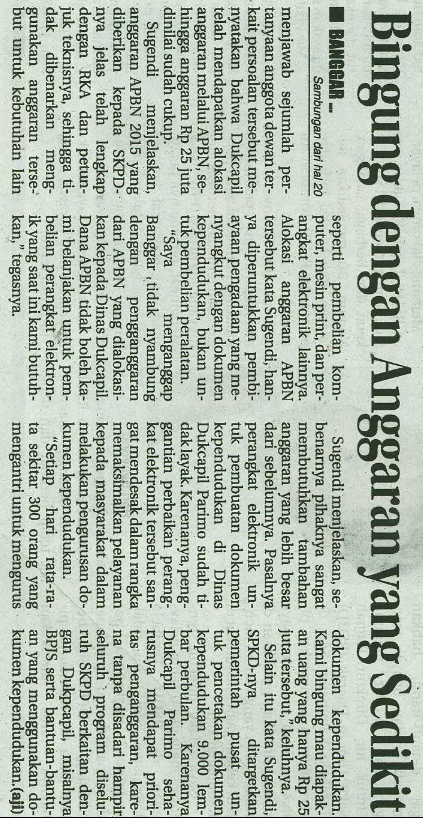 Bingung dengan Anggaran yang Sedikit
■ BANGGAR...
Sambungan dari hal 20
menjawab sejumlah per-
tanyaan anggota dewan ter-
kait persoalan tersebut me-
nyatakan bahwa Dukcapil
telah mendapatkan alokasi
anggaran melalui APBN, se-
hingga anggaran Rp 25 juta
dinilai sudah cukup.
Sugendi menjelaskan,
anggaran APBN 2015 yang
diberikan kepada SKPD-
nya jelas telah lengkap
dengan RKA dan petun-
juk teknisnya, sehingga ti-
dak dibenarkan meng-
gunakan anggaran terse-
but untuk kebutuhan lain
seperti pembelian kom-
puter, mesin print, dan per-
angkat elektronik lainnya.
Alokasi anggaran APBN
tersebut kata Sugendi, han-
ya diperuntukkan pembi-
ayaan pengadaan yang me-
nyangkut dengan dokumen
kependudukan, bukan un-
tuk pembelian peralatan.
"Saya menganggap
Banggar tidak nyambung
dengan pengganggaran
dari APBN yang dialokasi-
kan kepada Dinas Dukcapil.
Dana APBN tidak boleh ka-
mi belanjakan untuk pem-
belian perangkat elektron-
ik yang saat ini kami butuh-
kan," tegasnya.
Sugendi menjelaskan, se-
benarnya pihaknya sangat
membutuhkan tambahan
anggaran yang lebih besar
dari sebelumnya. Pasalnya
perangkat elektronik un-
tuk pembuatan dokumen
kependudukan di Dinas
Dukcapil Parimo sudah ti-
dak layak. Karenanya, peng-
gantian perbaikan perang-
kat elektronik tersebut san-
gat mendesak dalam rangka
memaksimalkan pelayanan
kepada masyarakat dalam
melakukan pengurusan do-
kumen kependudukan.
"Setiap hari rata-ra-
ta sekitar 300 orang yang
mengantri untuk mengurus
dokumen kependudukan.
Kami bingung mau diapak-
an uang yang hanya Rp 25
juta tersebut," keluhnya.
Selain itu kata Sugendi,
SPKD-nya ditargetkan
pemerintah pusat un-
tuk pencetakan dokumen
kependudukan 9.000 lem-
bar perbulan. Karenanya
Dukcapil Parimo seha-
rusnya mendapat priori-
tas penganggaran, kare-
na tanpa disadari hampir
seluruh program diselu-
ruh SKPD berkaitan den-
gan Dukpcapil, misalnya
BPJS serta bantuan-bantu-
an yang menggunakan do-
kumen kependudukan.(aji)